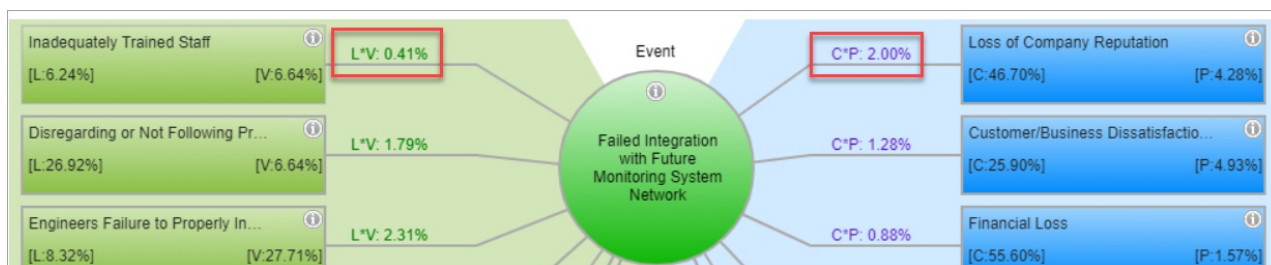 Inadequately Trained Staff
[L:6.24%] [V:6.64%]
L*V: 0.41%
Disregarding or Not Following Pr...
[L:26.92%] [V:6.64%]
L*V: 1.79%
Engineers Failure to Properly In...
[L:8.32%] [V:27.71%]
L*V: 2.31%
Event
Failed Integration
with Future
Monitoring System
Network
C*P: 2.00%
Loss of Company Reputation
[C:46.70%] [P:4.28%]
C*P: 1.28%
Customer/Business Dissatisfactio...
[C:25.90%] [P:4.93%]
C*P: 0.88%
Financial Loss
[C:55.60%] [P:1.57%]